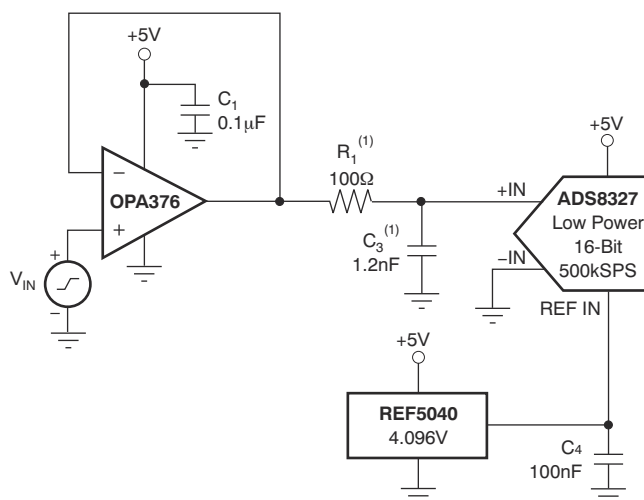 +5V
C1
0.1µF
−
OPA376
+
+
VIN
−
R1(1)
100Ω
C3(1)
1.2nF
+5V
+IN
ADS8327
Low Power
−IN
16-Bit
500kSPS
REF IN
+5V
REF5040
4.096V
C4
100nF